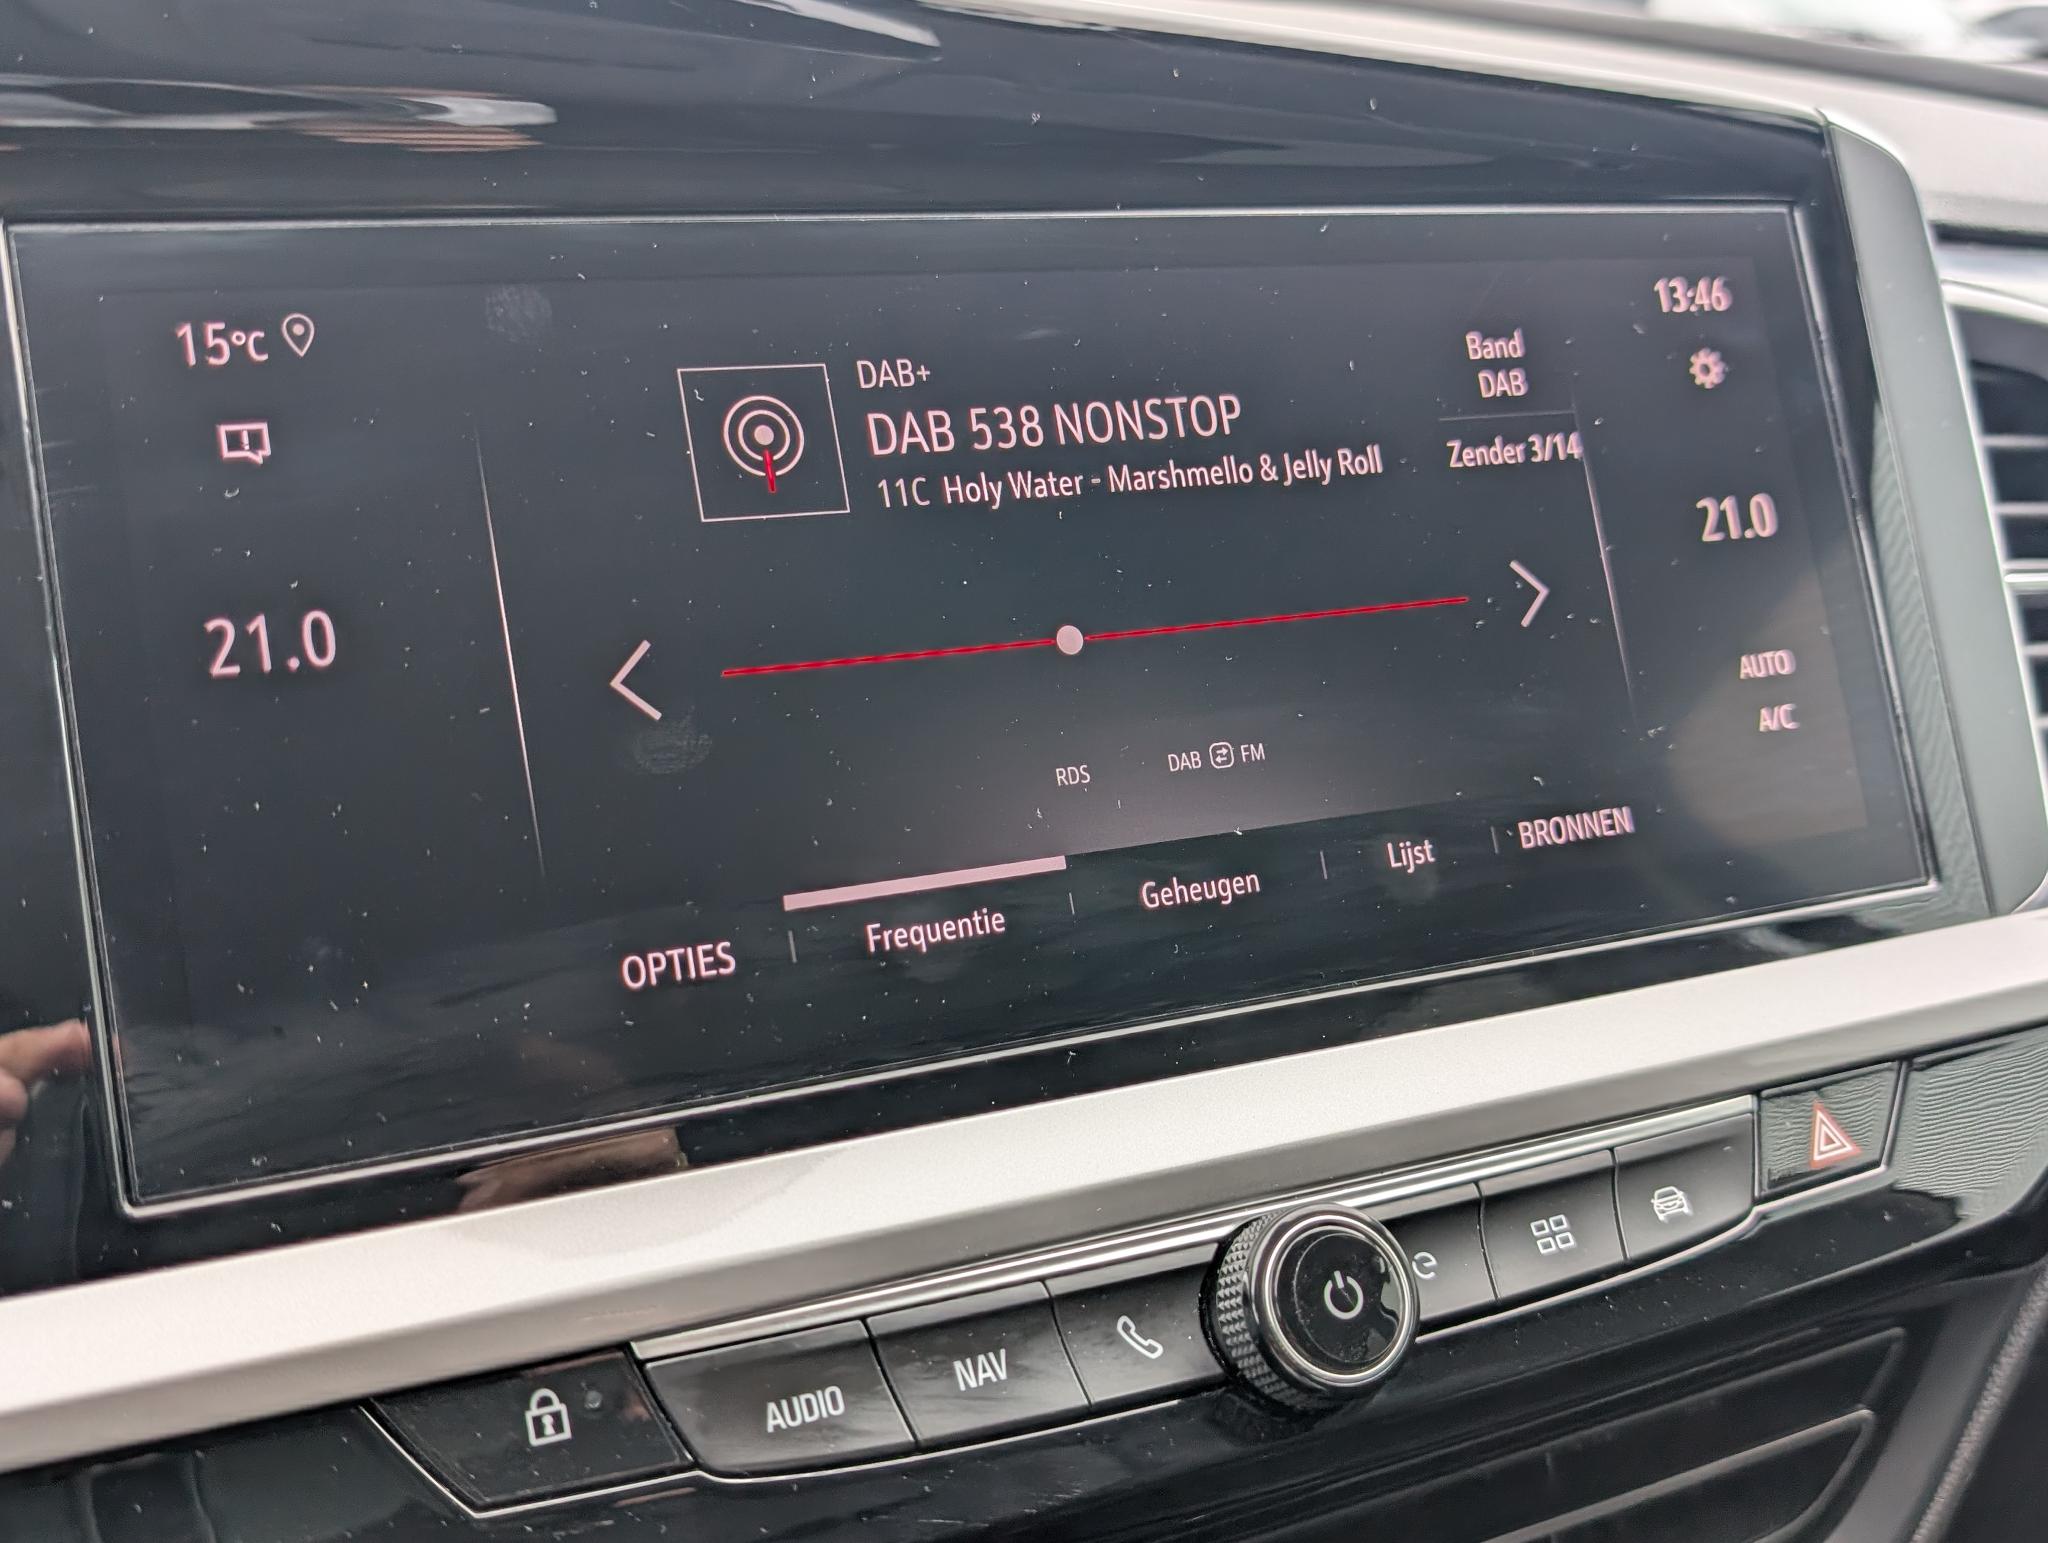 15°C
13:46
DAB+
Band
DAB
DAB 538 NONSTOP
11C Holy Water - Marshmello & Jelly Roll
Zender 3/14
21.0
21.0
AUTO
A/C
RDS
DAB FM
OPTIES
Frequentie
Geheugen
Lijst
BRONNEN
AUDIO
NAV